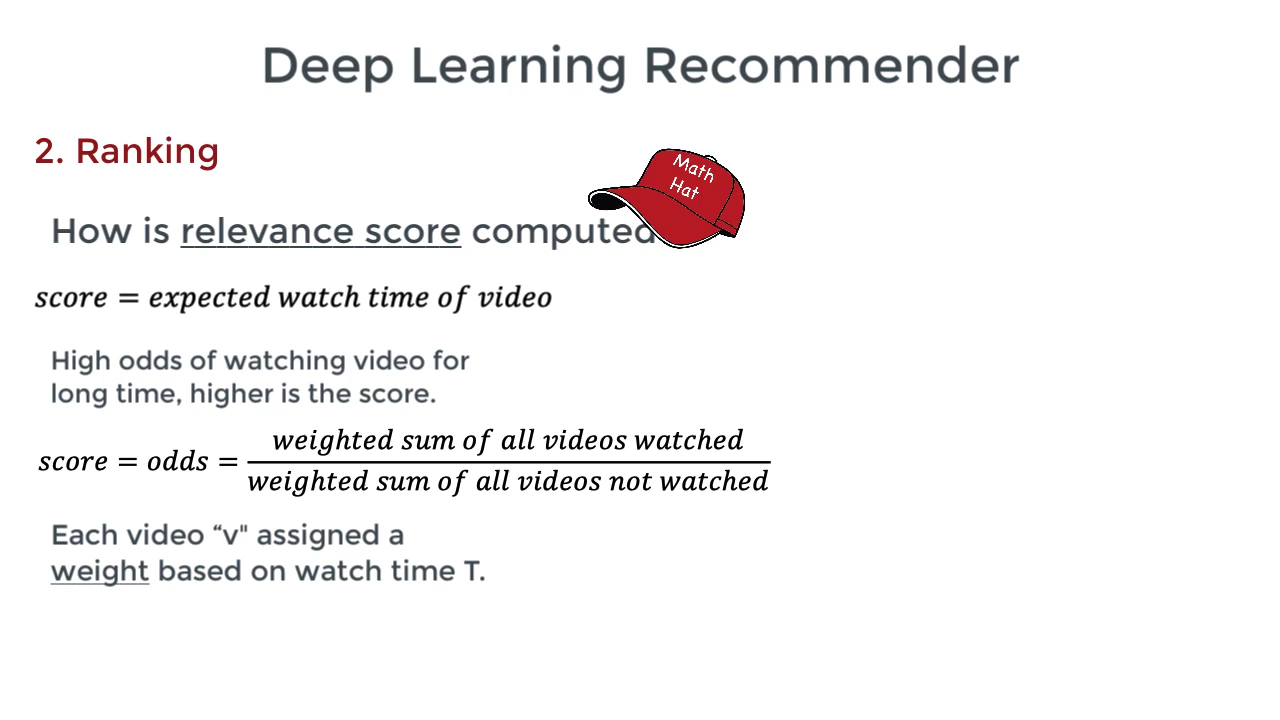 Deep Learning Recommender
2. Ranking
Math
Hat
How is relevance score computed
score = expected watch time of video
High odds of watching video for
long time, higher is the score.
score = odds = weighted sum of all videos watched
weighted sum of all videos not watched
Each video “v" assigned a
weight based on watch time T.